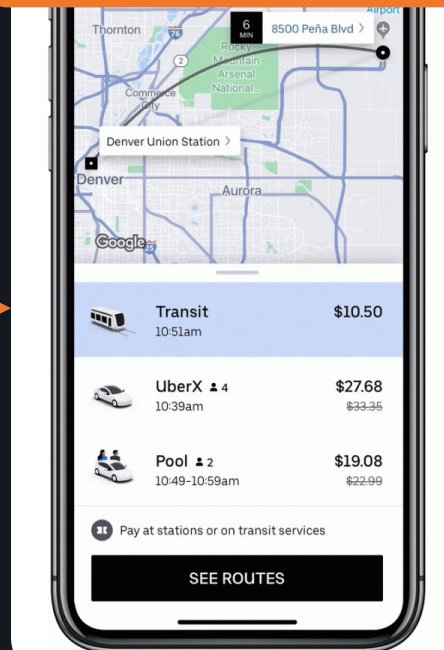 Thornton
76
6
MIN
8500 Peña Blvd >
Airport
2
Rocky
Mountain
Arsenal
National...
Commerce
City
Denver Union Station >
Denver
Aurora
Google
Transit
$10.50
10:51am
UberX 4
$27.68
10:39am
$33.35
Pool 2
$19.08
10:49-10:59am
$22.99
Pay at stations or on transit services
SEE ROUTES